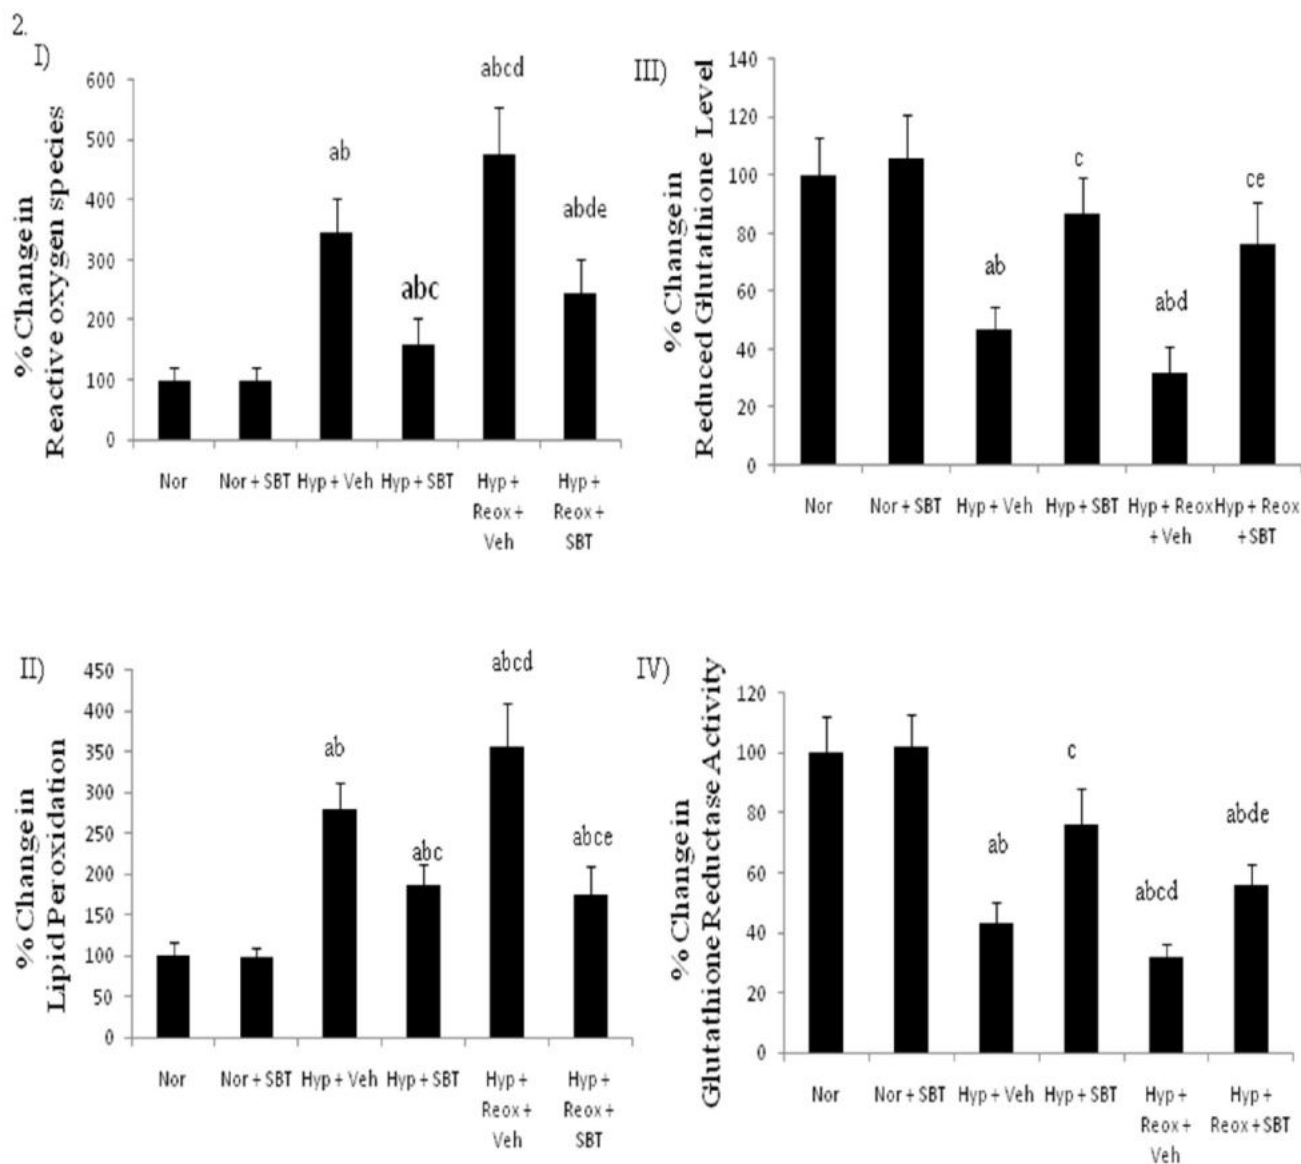 2.
I)
% Change in
Reactive oxygen species
600
500
400
300
200
100
0
ab
abc
abcd
abde
Nor
Nor + SBT
Hyp + Veh
Hyp + SBT
Hyp +
Reox +
Veh
Hyp +
Reox +
SBT
III)
% Change in
Reduced Glutathione Level
140
120
100
80
60
40
20
0
ab
c
abd
ce
Nor
Nor + SBT
Hyp + Veh
Hyp + SBT
Hyp + Reox
+ Veh
Hyp + Reox
+ SBT
II)
% Change in
Lipid Peroxidation
450
400
350
300
250
200
150
100
50
0
ab
abc
abcd
abce
Nor
Nor + SBT
Hyp + Veh
Hyp + SBT
Hyp +
Reox +
Veh
Hyp +
Reox +
SBT
IV)
% Change in
Glutathione Reductase Activity
120
100
80
60
40
20
0
ab
c
abcd
abde
Nor
Nor + SBT
Hyp + Veh
Hyp + SBT
Hyp +
Reox +
Veh
Hyp +
Reox + SBT